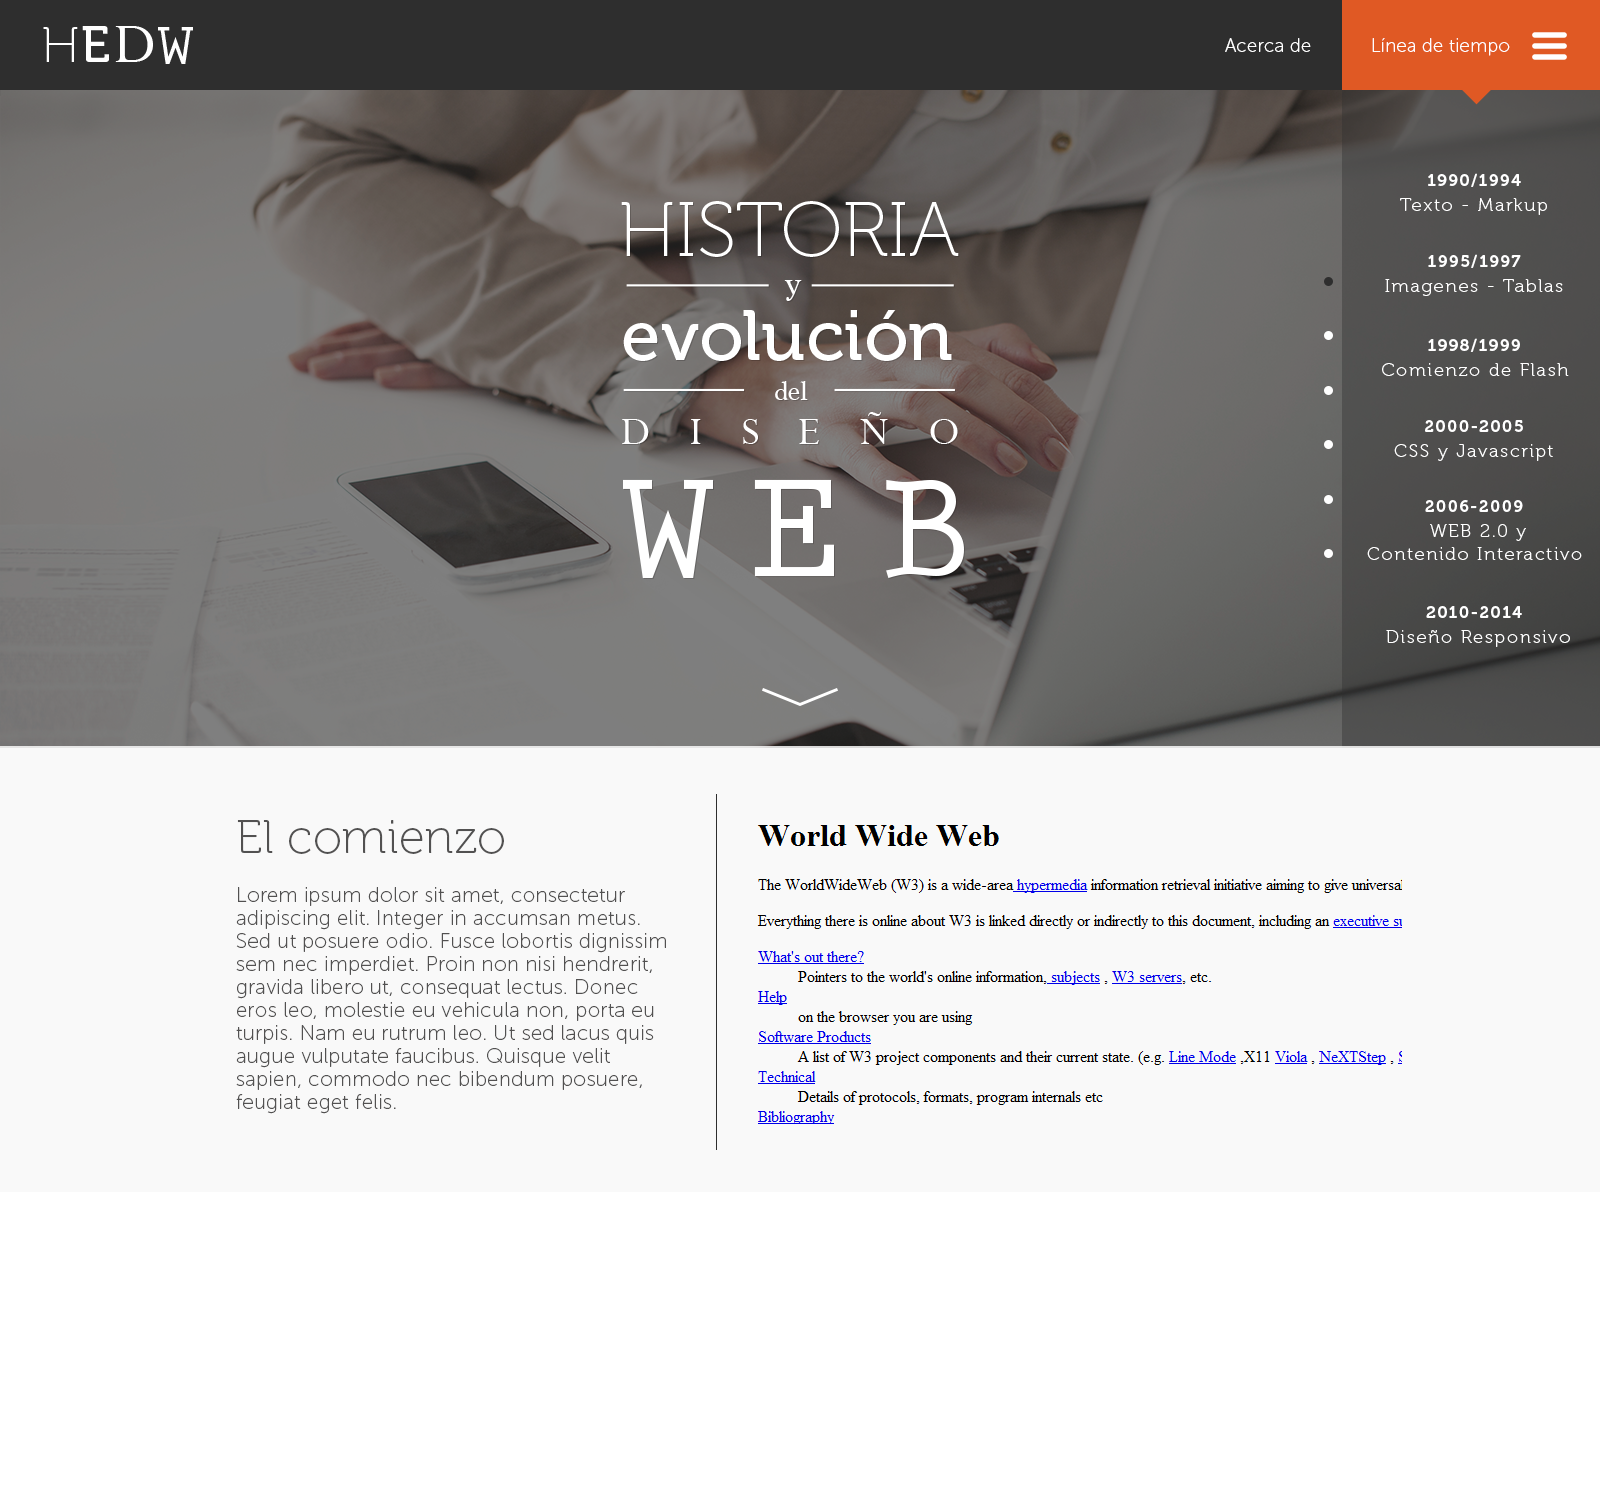 HEDW
Acerca de
Línea de tiempo
HISTORIA
y
evolución
del
DISEÑO
WEB
1990/1994
Texto - Markup
1995/1997
Imagenes - Tablas
1998/1999
Comienzo de Flash
2000-2005
CSS y Javascript
2006-2009
WEB 2.0 y
Contenido Interactivo
2010-2014
Diseño Responsivo
El comienzo
Lorem ipsum dolor sit amet, consectetur
adipiscing elit. Integer in accumsan metus.
Sed ut posuere odio. Fusce lobortis dignissim
sem nec imperdiet. Proin non nisi hendrerit,
gravida libero ut, consequat lectus. Donec
eros leo, molestie eu vehicula non, porta eu
turpis. Nam eu rutrum leo. Ut sed lacus quis
augue vulputate faucibus. Quisque velit
sapien, commodo nec bibendum posuere,
feugiat eget felis.
World Wide Web
The WorldWideWeb (W3) is a wide-area hypermedia information retrieval initiative aiming to give
Everything there is online about W3 is linked directly or indirectly to this document, including an executive
What's out there?
Pointers to the world's online information, subjects , W3 servers, etc.
Help
on the browser you are using
Software Products
A list of W3 project components and their current state. (e.g. Line Mode ,X11 Viola , NeXTStep ,
Technical
Details of protocols, formats, program internals etc
Bibliography